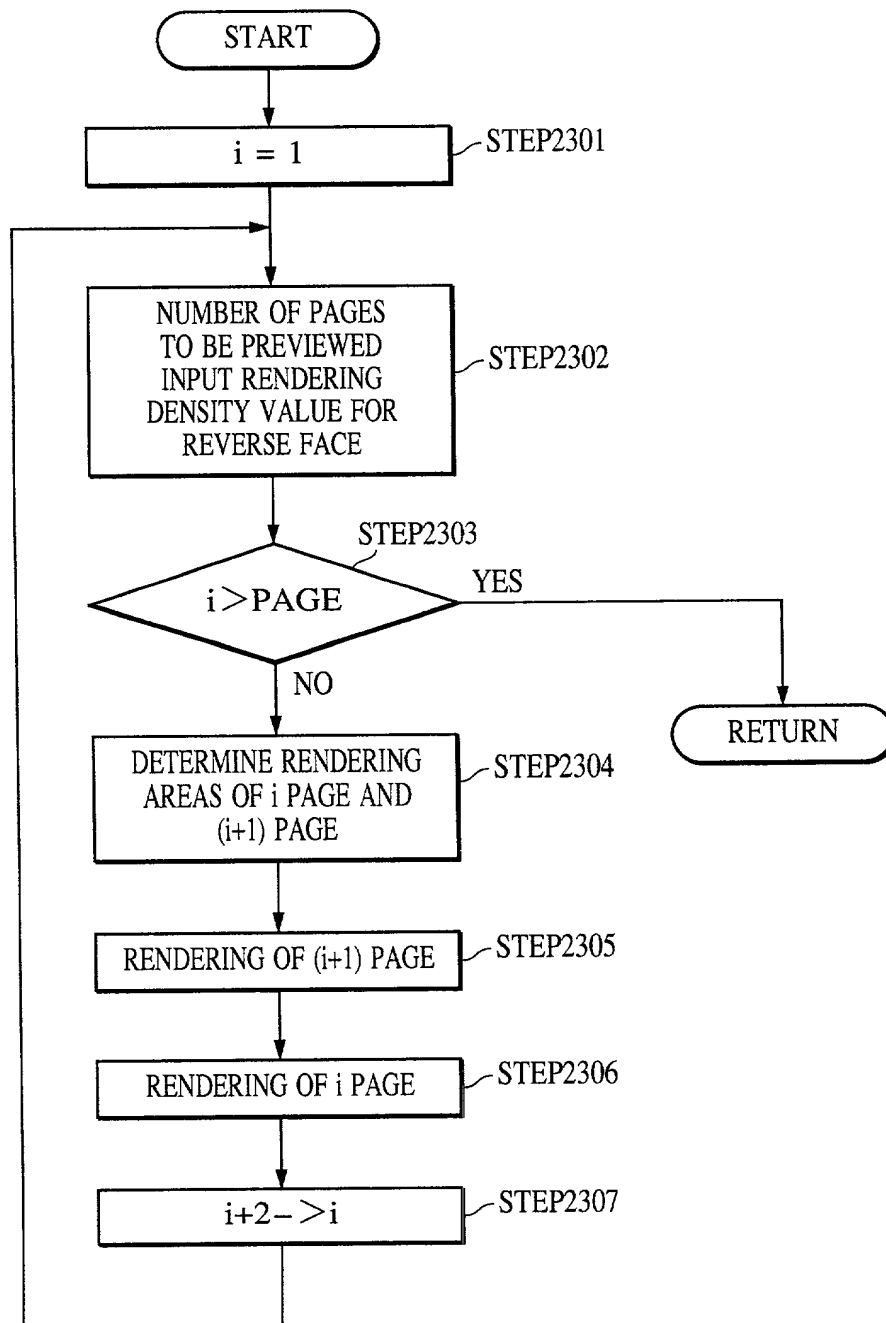 START
i = 1
STEP2301
NUMBER OF PAGES
TO BE PREVIEWED
INPUT RENDERING
DENSITY VALUE FOR
REVERSE FACE
STEP2302
STEP2303
i>PAGE
YES
NO
RETURN
DETERMINE RENDERING
AREAS OF i PAGE AND
(i+1) PAGE
STEP2304
RENDERING OF (i+1) PAGE
STEP2305
RENDERING OF i PAGE
STEP2306
i+2->i
STEP2307